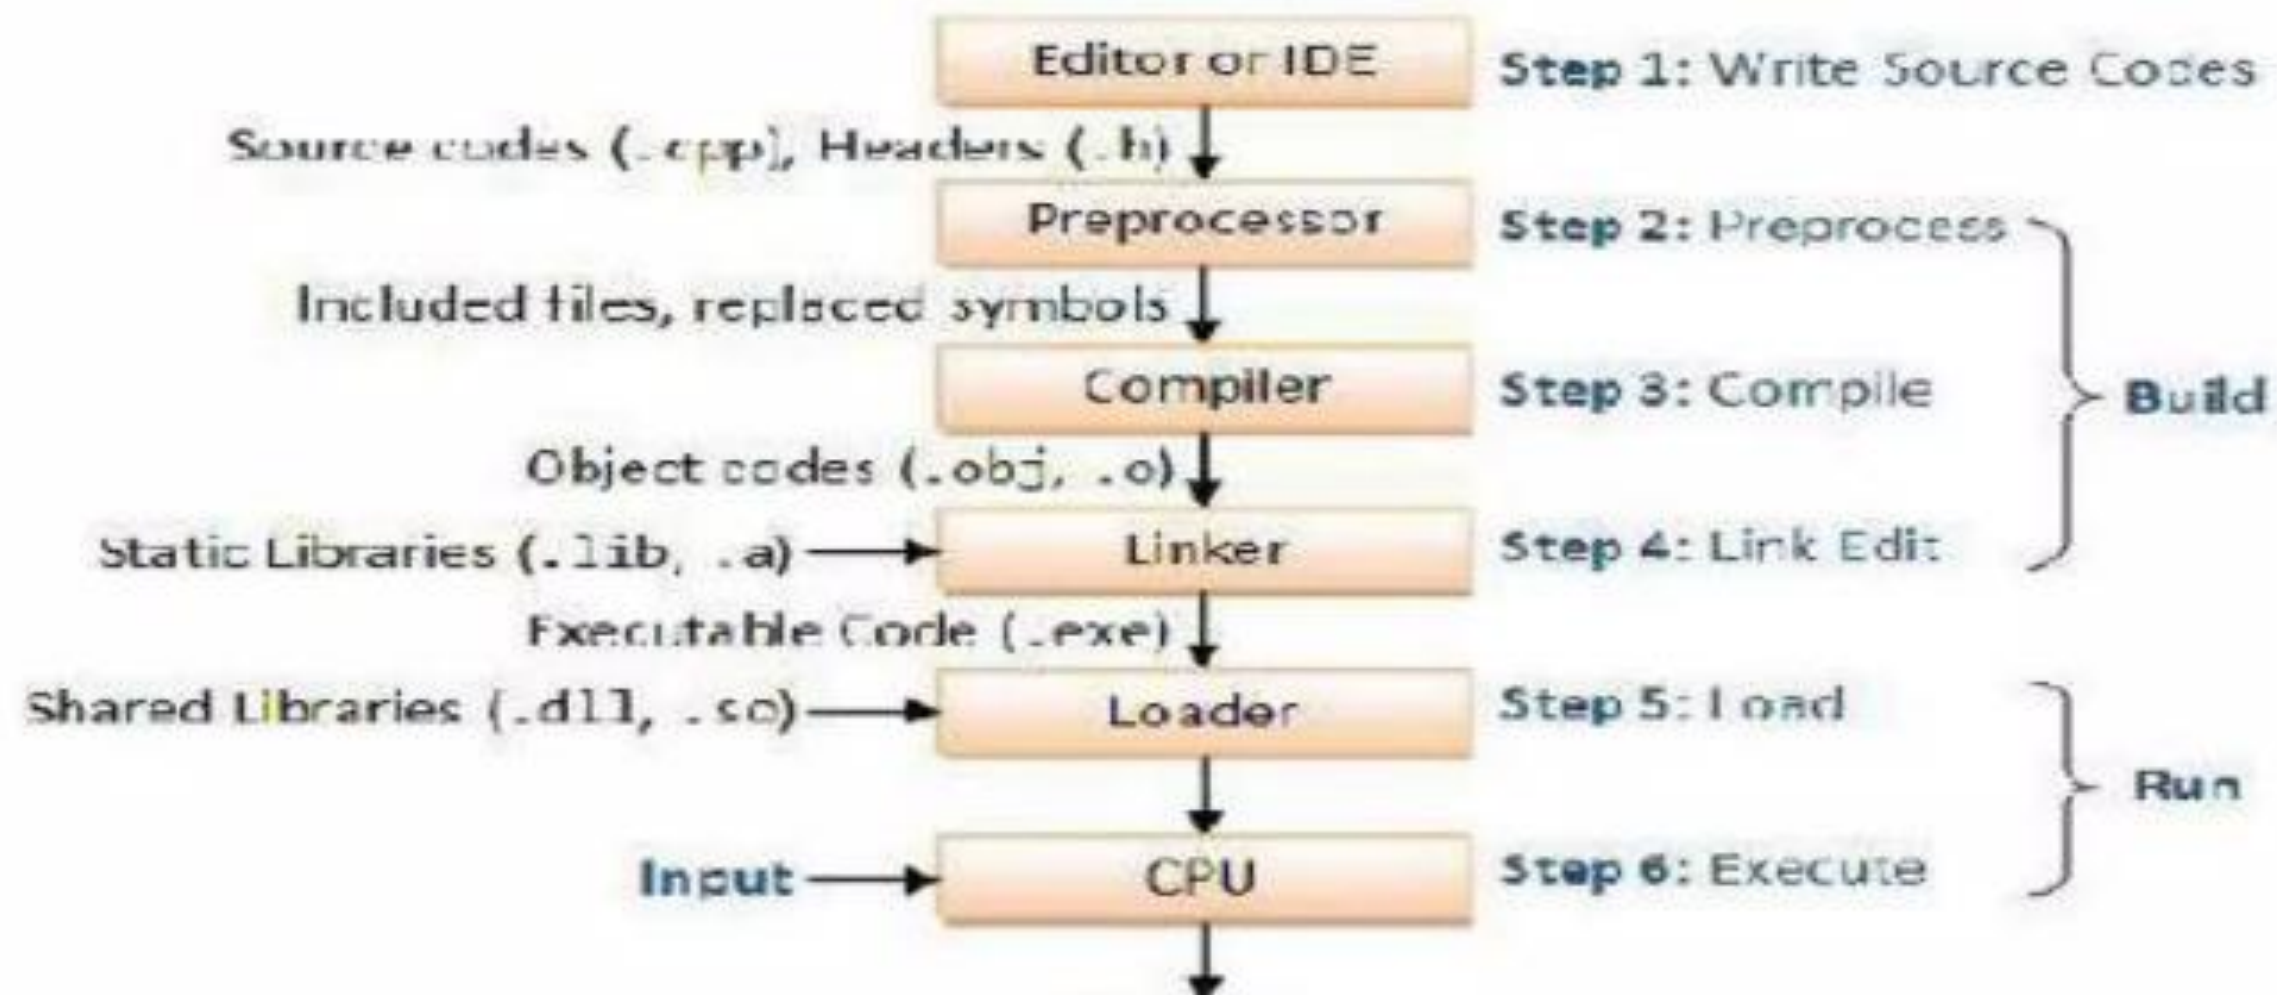 Editor or IDE
Step 1: Write Source Codes
Source codes (.cpp), Headers (.h)
Preprocessor
Step 2: Preprocess
Included files, replaced symbols
Compiler
Step 3: Compile
Build
Object codes (.obj, .o)
Static Libraries (.lib, .a)
Linker
Step 4: Link Edit
Executable Code (.exe)
Shared Libraries (.dll, .so)
Loader
Step 5: Load
Run
Input
CPU
Step 6: Execute